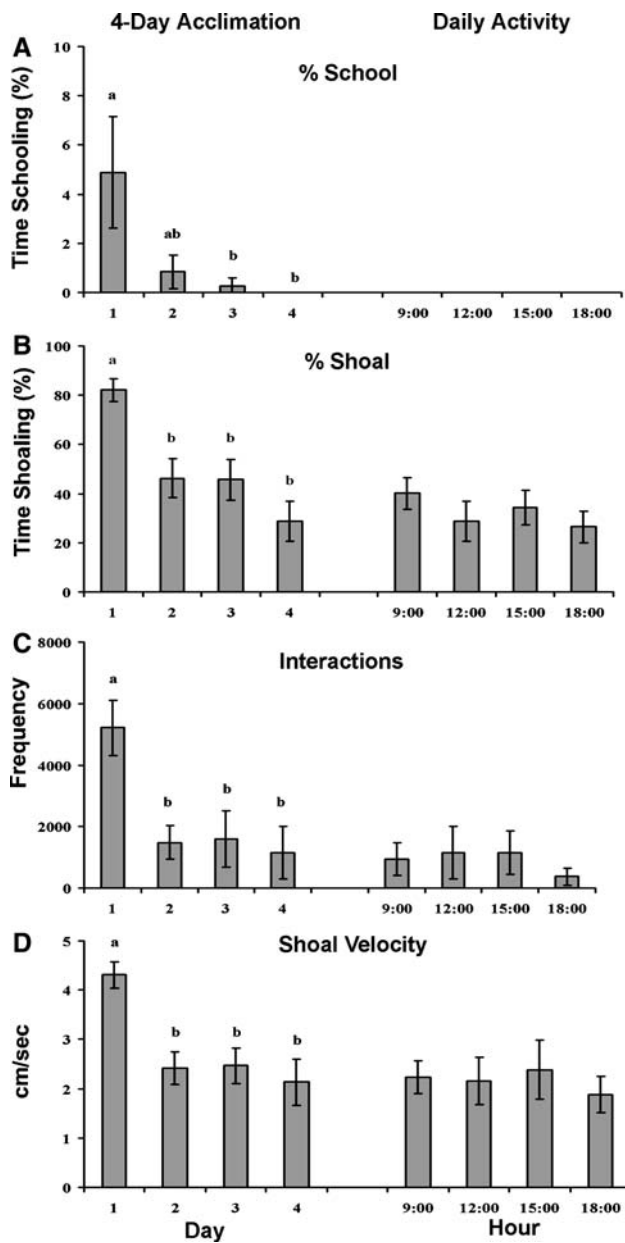 4-Day Acclimation Daily Activity
A
% School
Time Schooling (%)
10
8
6
4
2
0
a
ab
b
b
1 2 3 4 9:00 12:00 15:00 18:00
B
% Shoal
Time Shoaling (%)
100
80
60
40
20
0
a
b
b
b
1 2 3 4 9:00 12:00 15:00 18:00
C
Interactions
Frequency
8000
6000
4000
2000
0
a
b
b
b
1 2 3 4 9:00 12:00 15:00 18:00
D
Shoal Velocity
cm/sec
5
4
3
2
1
0
a
b
b
b
1 2 3 4 9:00 12:00 15:00 18:00
Day Hour